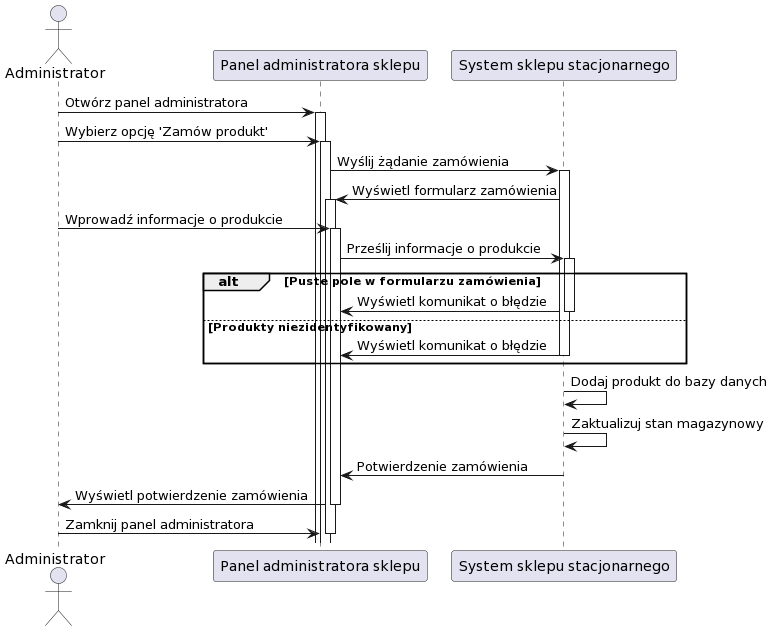 Administrator
Panel administratora sklepu
System sklepu stacjonarnego
Otwórz panel administratora
Wybierz opcję 'Zamów produkt'
Wyślij żądanie zamówienia
Wyświetl formularz zamówienia
Wprowadź informacje o produkcie
Prześlij informacje o produkcie
alt [Puste pole w formularzu zamówienia]
Wyświetl komunikat o błędzie
[Produkty niezidentyfikowany]
Wyświetl komunikat o błędzie
Dodaj produkt do bazy danych
Zaktualizuj stan magazynowy
Potwierdzenie zamówienia
Wyświetl potwierdzenie zamówienia
Zamknij panel administratora
Administrator
Panel administratora sklepu
System sklepu stacjonarnego